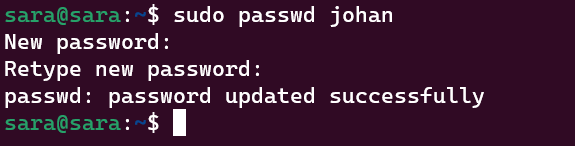 sara@sara:~$ sudo passwd johan
New password:
Retype new password:
passwd: password updated successfully
sara@sara:~$